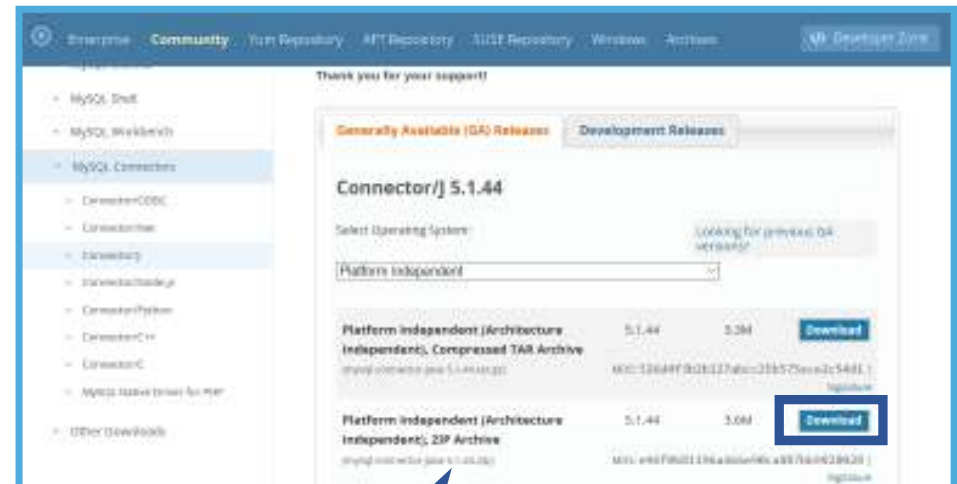 Enterprise Community Yum Repository APT Repository SUSE Repository Windows Archives Developer Zone
Thank you for your support!
MySQL Shell
MySQL Workbench
MySQL Connectors
Connector/ODBC
Connector/Net
Connector/J
Connector/Node.js
Connector/Python
Connector/C++
Connector/C
MySQL Native Driver for PHP
Other Downloads
Generally Available (GA) Releases Development Releases
Connector/J 5.1.44
Select Operating System:
Looking for previous GA
versions?
Platform Independent
Platform Independent (Architecture
Independent), Compressed TAR Archive
5.1.44 Download
Signature
Platform Independent (Architecture
Independent), ZIP Archive
5.1.44 Download
Signature